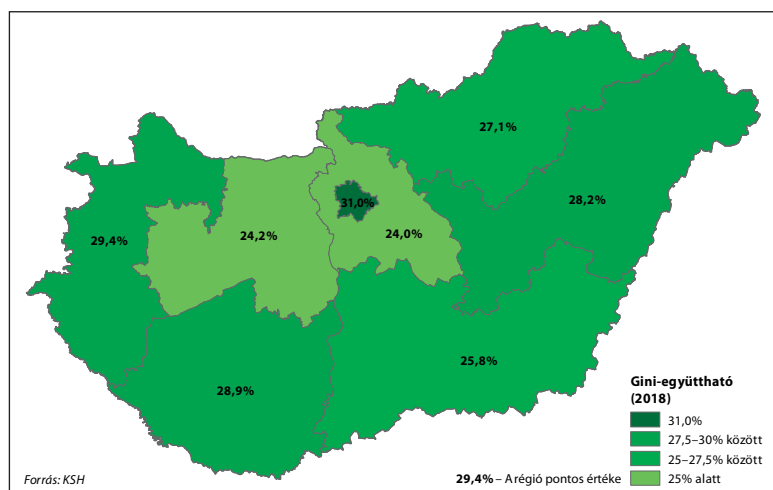 27,1%
28,2%
31,0%
29,4%
24,2%
24,0%
25,8%
28,9%
Gini-együttható
(2018)
31,0%
27,5–30% között
25–27,5% között
25% alatt
29,4% – A régió pontos értéke
Forrás: KSH